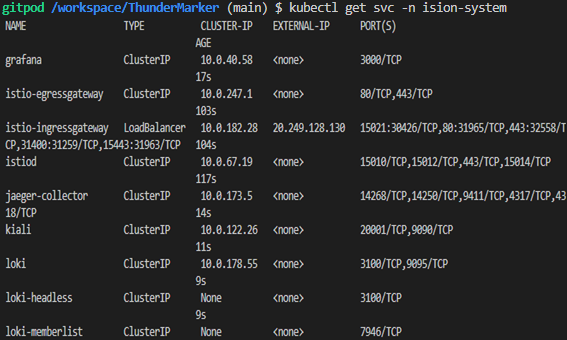 gitpod /workspace/ThunderMarker (main) $ kubectl get svc -n ision-system
NAME TYPE CLUSTER-IP EXTERNAL-IP PORT(S)
AGE
grafana ClusterIP 10.0.40.58 <none> 3000/TCP
17s
istio-egressgateway ClusterIP 10.0.247.1 <none> 80/TCP,443/TCP
103s
istio-ingressgateway LoadBalancer 10.0.182.28 20.249.128.130 15021:30426/TCP,80:31965/TCP,443:32558/T
CP,31400:31259/TCP,15443:31963/TCP 104s
istiod ClusterIP 10.0.67.19 <none> 15010/TCP,15012/TCP,443/TCP,15014/TCP
117s
jaeger-collector ClusterIP 10.0.173.5 <none> 14268/TCP,14250/TCP,9411/TCP,4317/TCP,43
18/TCP 14s
kiali ClusterIP 10.0.122.26 <none> 20001/TCP,9090/TCP
11s
loki ClusterIP 10.0.178.55 <none> 3100/TCP,9095/TCP
9s
loki-headless ClusterIP None <none> 3100/TCP
9s
loki-memberlist ClusterIP None <none> 7946/TCP